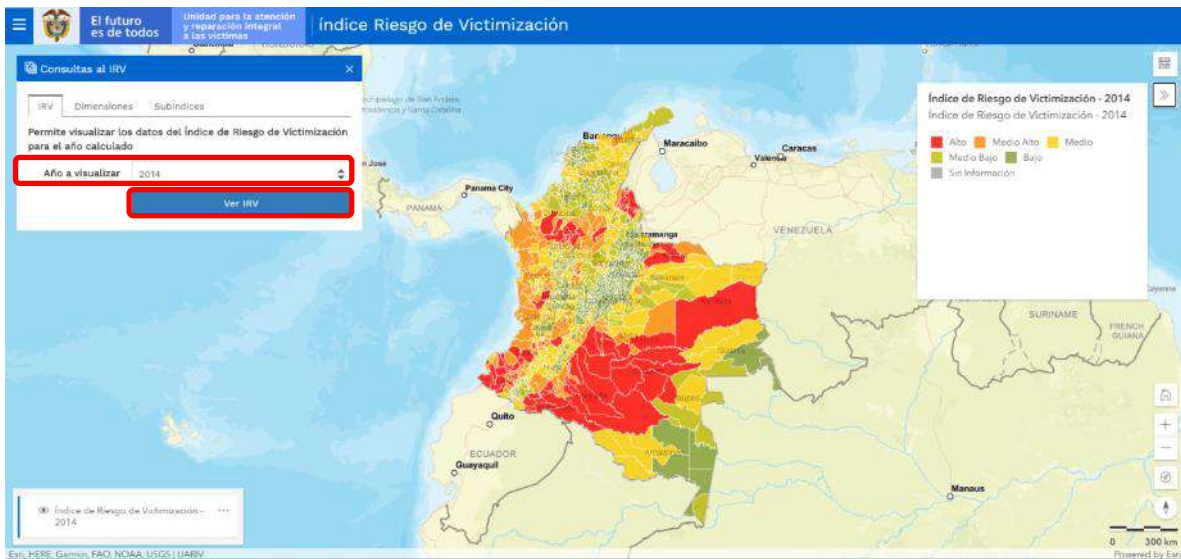 El futuro
es de todos
Unidad para la atención
y reparación integral
a las víctimas
Índice Riesgo de Victimización
Consultas al IRV
IRV Dimensiones Subíndices
Permite visualizar los datos del Índice de Riesgo de Victimización
para el año calculado
Año a visualizar 2014
Ver IRV
Índice de Riesgo de Victimización - 2014
Índice de Riesgo de Victimización - 2014
Alto Medio Alto Medio
Medio Bajo Bajo
Sin Información
Maracaibo
Caracas
Valencia
Panama City
PANAMÁ
VENEZUELA
Cayenne
SURINAME
FRENCH
GUIANA
Quito
ECUADOR
Guayaquil
Manaus
Índice de Riesgo de Victimización -
2014
0 300 km
Esri, HERE, Garmin, FAO, NOAA, USGS | UARIV
Powered by Esri